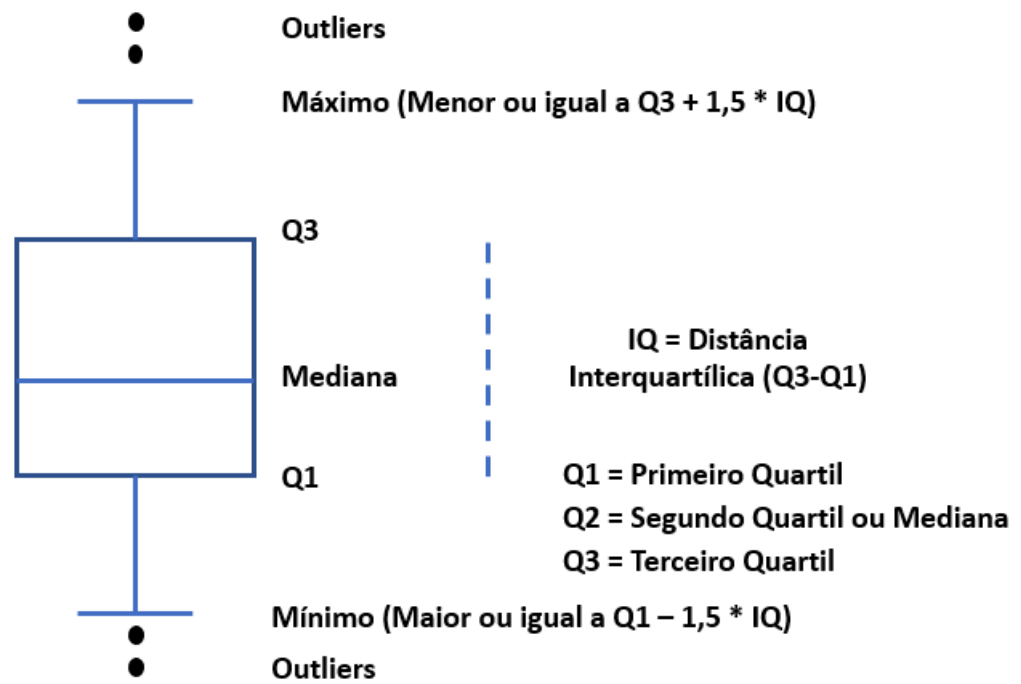 Outliers
Máximo (Menor ou igual a Q3 + 1,5 * IQ)
Q3
IQ = Distância
Interquartílica (Q3-Q1)
Mediana
Q1
Q1 = Primeiro Quartil
Q2 = Segundo Quartil ou Mediana
Q3 = Terceiro Quartil
Mínimo (Maior ou igual a Q1 – 1,5 * IQ)
Outliers